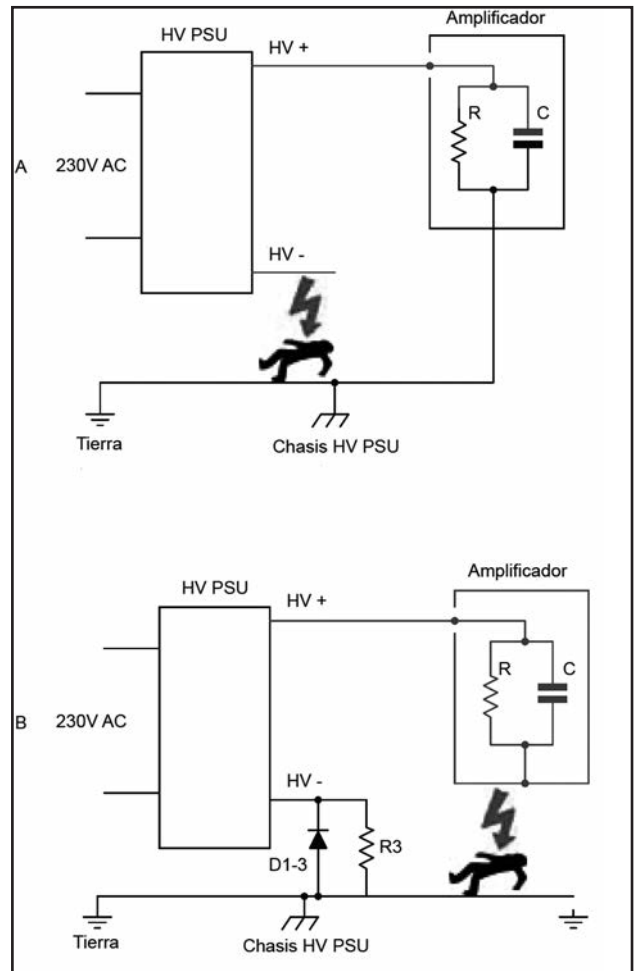 Amplificador
HV PSU
HV +
R
C
A
230V AC
HV -
Tierra
Chasis HV PSU
Amplificador
HV PSU
HV +
R
C
B
230V AC
HV -
D1-3
R3
Tierra
Chasis HV PSU